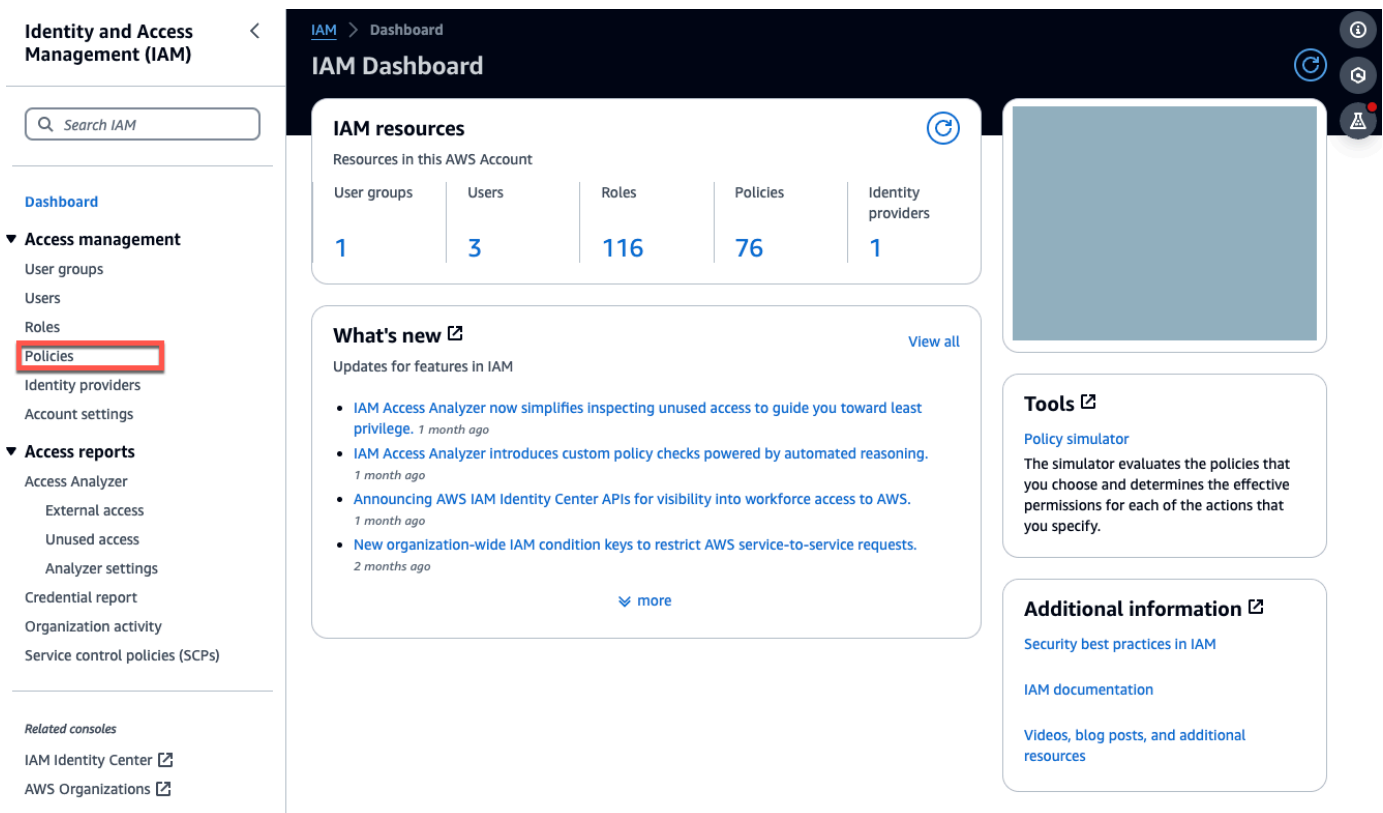 Identity and Access
Management (IAM)
Search IAM
Dashboard
Access management
User groups
Users
Roles
Policies
Identity providers
Account settings
Access reports
Access Analyzer
External access
Unused access
Analyzer settings
Credential report
Organization activity
Service control policies (SCPs)
Related consoles
IAM Identity Center
AWS Organizations
IAM > Dashboard
IAM Dashboard
IAM resources
Resources in this AWS Account
User groups
1
Users
3
Roles
116
Policies
76
Identity
providers
1
What's new
View all
Updates for features in IAM
• IAM Access Analyzer now simplifies inspecting unused access to guide you toward least
privilege. 1 month ago
• IAM Access Analyzer introduces custom policy checks powered by automated reasoning.
1 month ago
• Announcing AWS IAM Identity Center APIs for visibility into workforce access to AWS.
1 month ago
• New organization-wide IAM condition keys to restrict AWS service-to-service requests.
2 months ago
more
Tools
Policy simulator
The simulator evaluates the policies that
you choose and determines the effective
permissions for each of the actions that
you specify.
Additional information
Security best practices in IAM
IAM documentation
Videos, blog posts, and additional
resources